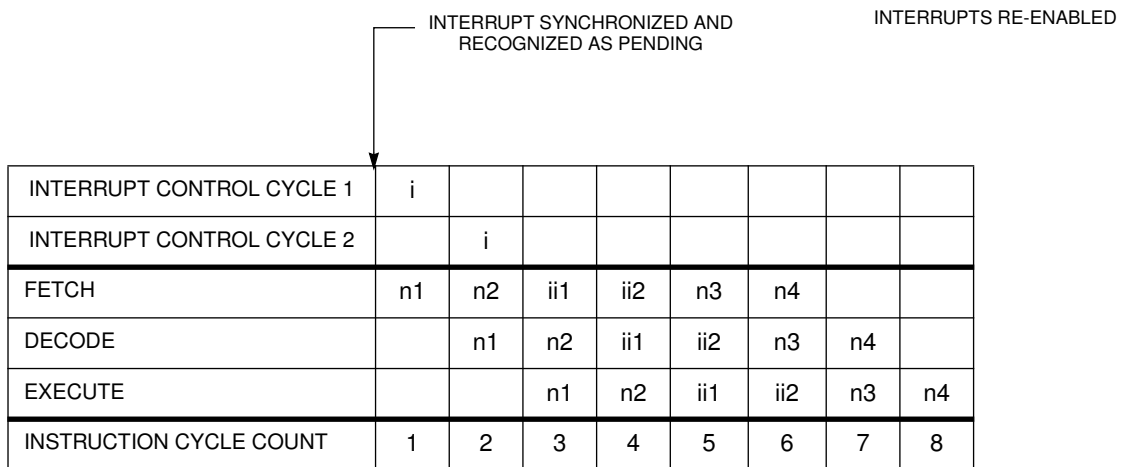 INTERRUPT SYNCHRONIZED AND
RECOGNIZED AS PENDING
INTERRUPTS RE-ENABLED
INTERRUPT CONTROL CYCLE 1 i
INTERRUPT CONTROL CYCLE 2 i
FETCH n1 n2 ii1 ii2 n3 n4
DECODE n1 n2 ii1 ii2 n3 n4
EXECUTE n1 n2 ii1 ii2 n3 n4
INSTRUCTION CYCLE COUNT 1 2 3 4 5 6 7 8